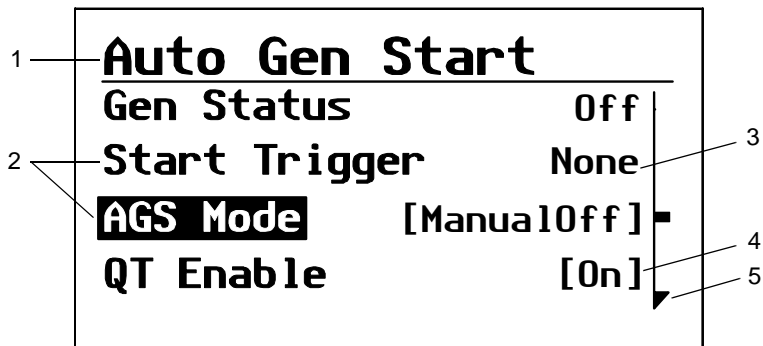 1 Auto Gen Start
Gen Status Off
2 Start Trigger None 3
AGS Mode [ManualOff]
QT Enable [On] 4
5